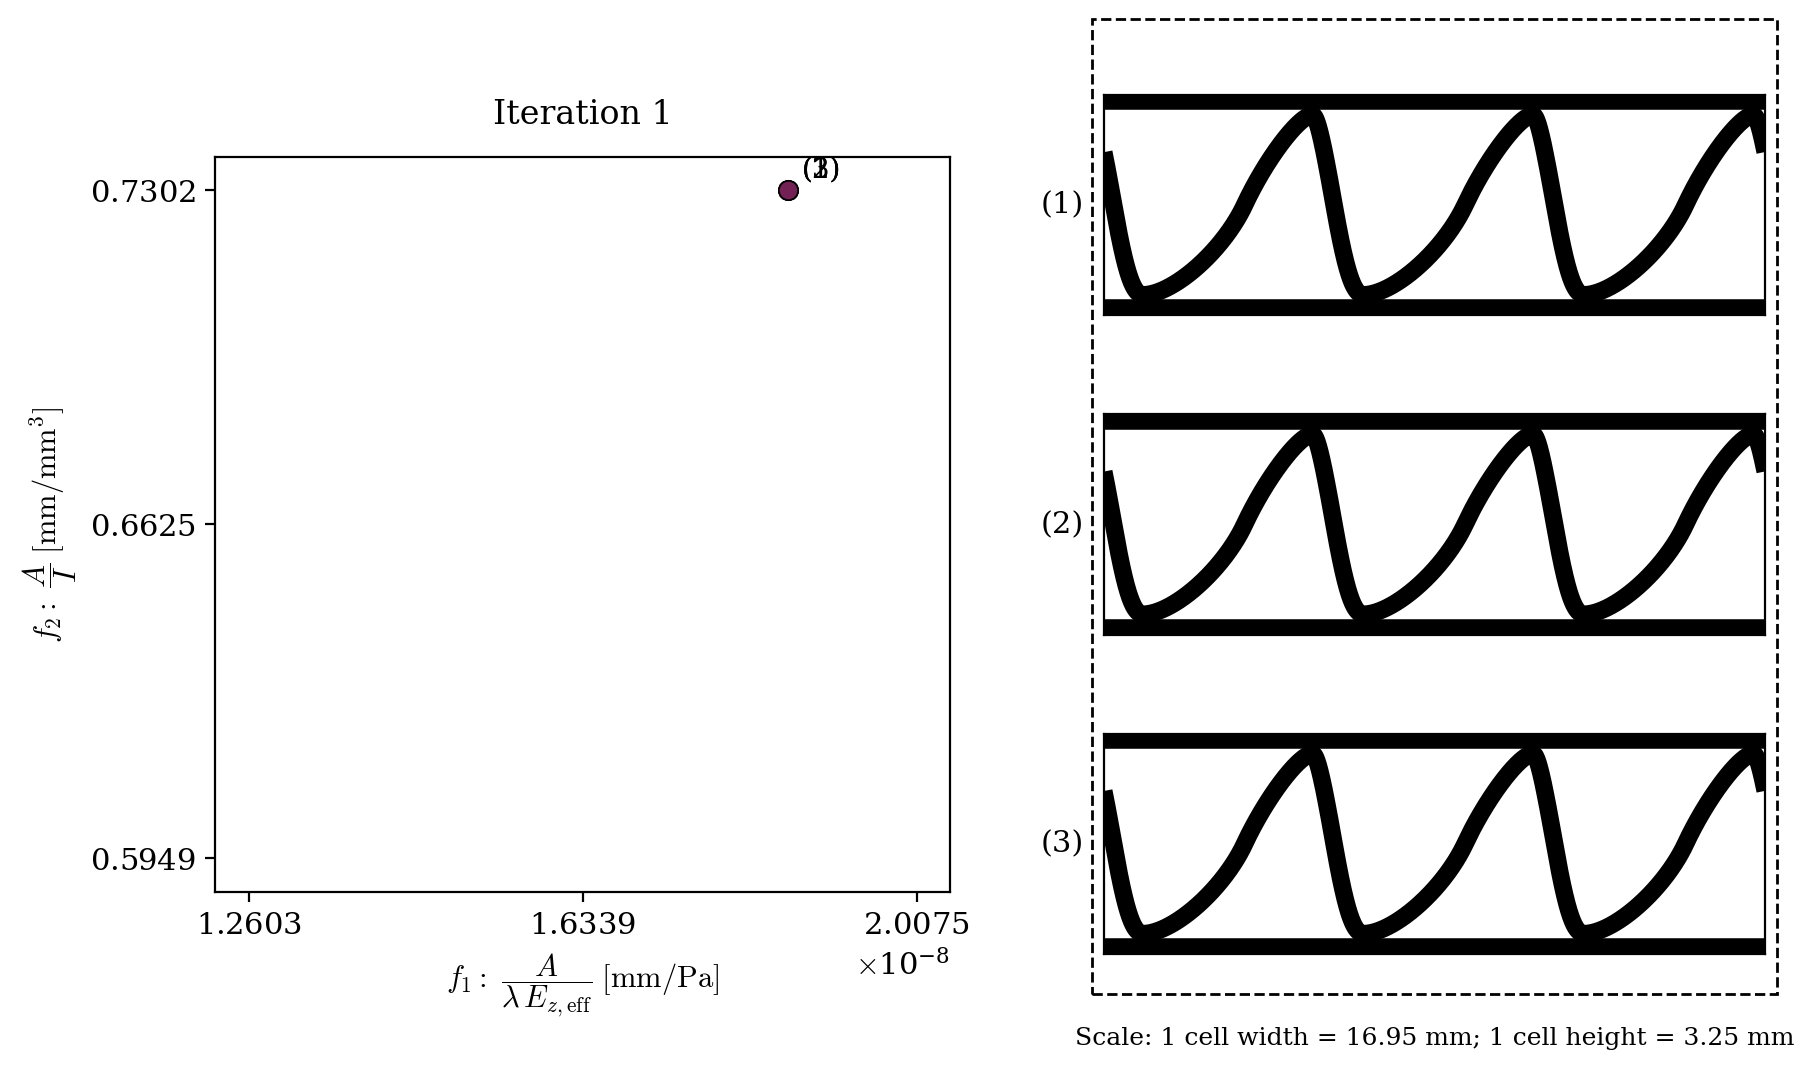 Iteration 1
0.7302
0.6625
0.5949
f₂: A/I [mm/mm³]
1.2603 1.6339 2.0075
×10⁻⁸
f₁: A/(λ E_z,eff) [mm/Pa]
(1)
(2)
(3)
Scale: 1 cell width = 16.95 mm; 1 cell height = 3.25 mm